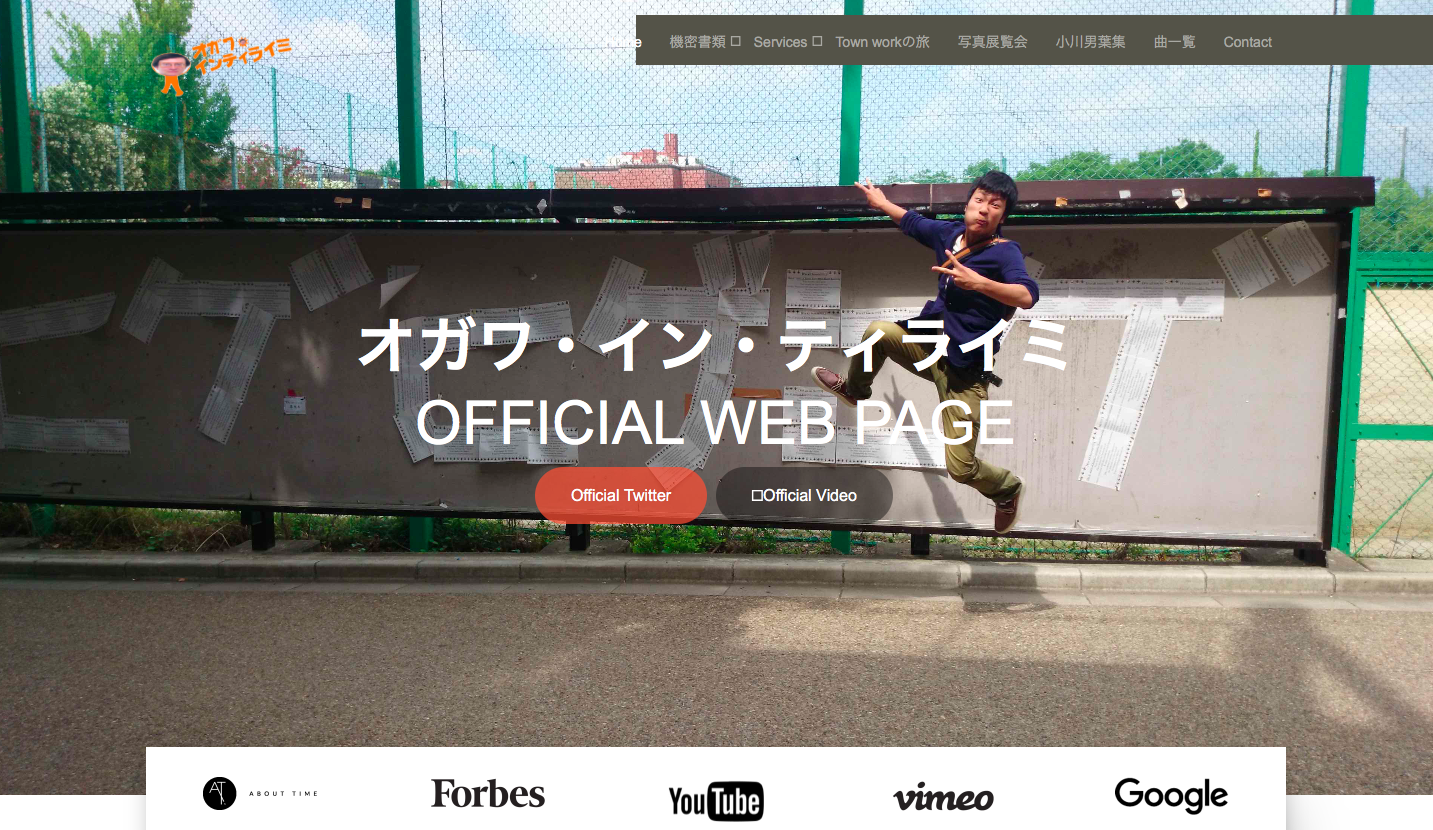 オガワ・
インティライミ
機密書類 □ Services □ Town workの旅 写真展覧会 小川男葉集 曲一覧 Contact
オガワ・イン・ティライミ
OFFICIAL WEB PAGE
Official Twitter □Official Video
AT ABOUT TIME Forbes YouTube vimeo Google